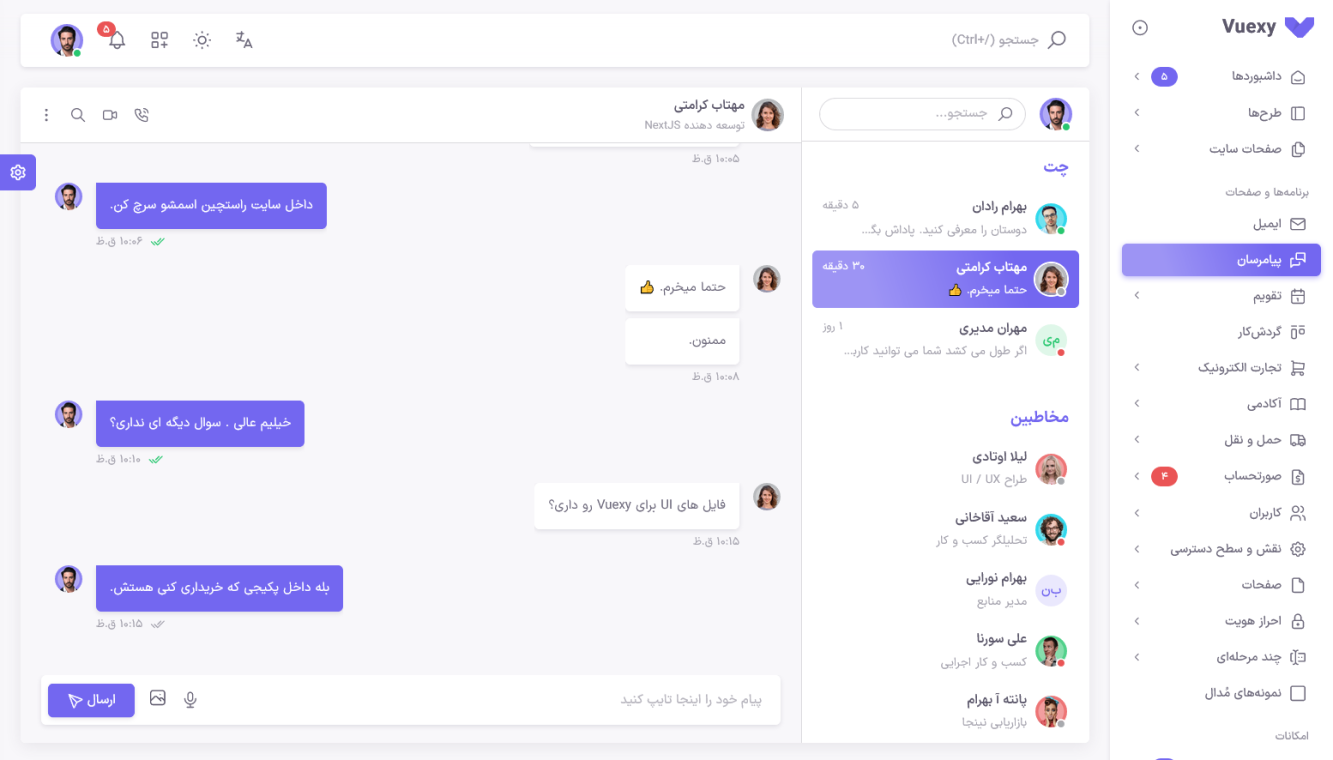 Vuexy
داشبوردها
۵
طرح‌ها
صفحات سایت
برنامه‌ها و صفحات
ایمیل
پیامرسان
تقویم
گردش‌کار
تجارت الکترونیک
آکادمی
حمل و نقل
صورتحساب
۴
کاربران
نقش و سطح دسترسی
صفحات
احراز هویت
چند مرحله‌ای
نمونه‌های مُدال
امکانات
جستجو (/+Ctrl)
۵
جستجو...
چت
بهرام رادان
۵ دقیقه
دوستان را معرفی کنید. پاداش بگ...
مهتاب کرامتی
۳۰ دقیقه
حتما میخرم. 👍
مهران مدیری
۱ روز
م‌ی
اگر طول می کشد شما می توانید کاربـ...
مخاطبین
لیلا اوتادی
طراح UI / UX
سعید آقاخانی
تحلیلگر کسب و کار
بهرام نورایی
ب‌ن
مدیر منابع
علی سورنا
کسب و کار اجرایی
پانته آ بهرام
بازاریابی نینجا
مهتاب کرامتی
توسعه دهنده NextJS
۱۰:۰۵ ق.ظ
داخل سایت راستچین اسمشو سرچ کن.
۱۰:۰۶ ق.ظ
حتما میخرم. 👍
ممنون.
۱۰:۰۸ ق.ظ
خیلیم عالی . سوال دیگه ای نداری؟
۱۰:۱۰ ق.ظ
فایل های UI برای Vuexy رو داری؟
۱۰:۱۵ ق.ظ
بله داخل پکیجی که خریداری کنی هستش.
۱۰:۱۵ ق.ظ
پیام خود را اینجا تایپ کنید
ارسال